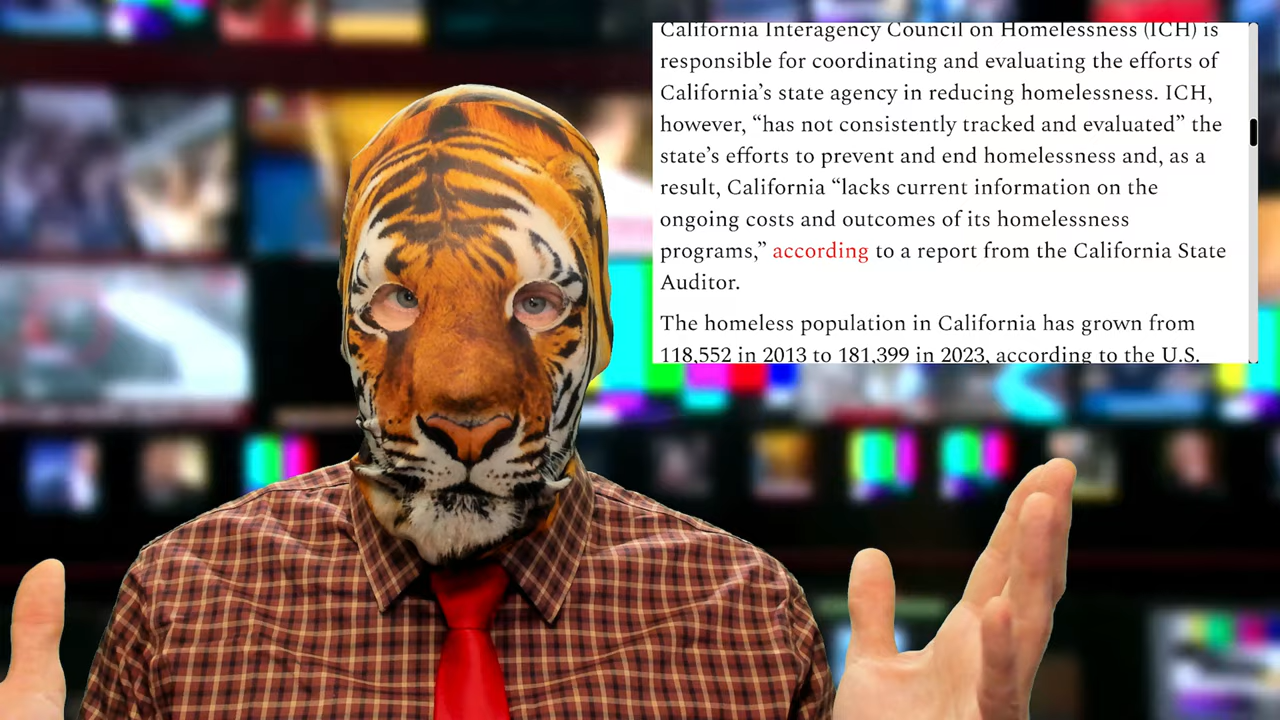 California Interagency Council on Homelessness (ICH) is
responsible for coordinating and evaluating the efforts of
California’s state agency in reducing homelessness. ICH,
however, “has not consistently tracked and evaluated” the
state’s efforts to prevent and end homelessness and, as a
result, California “lacks current information on the
ongoing costs and outcomes of its homelessness
programs,” according to a report from the California State
Auditor.
The homeless population in California has grown from
118,552 in 2013 to 181,399 in 2023, according to the U.S.